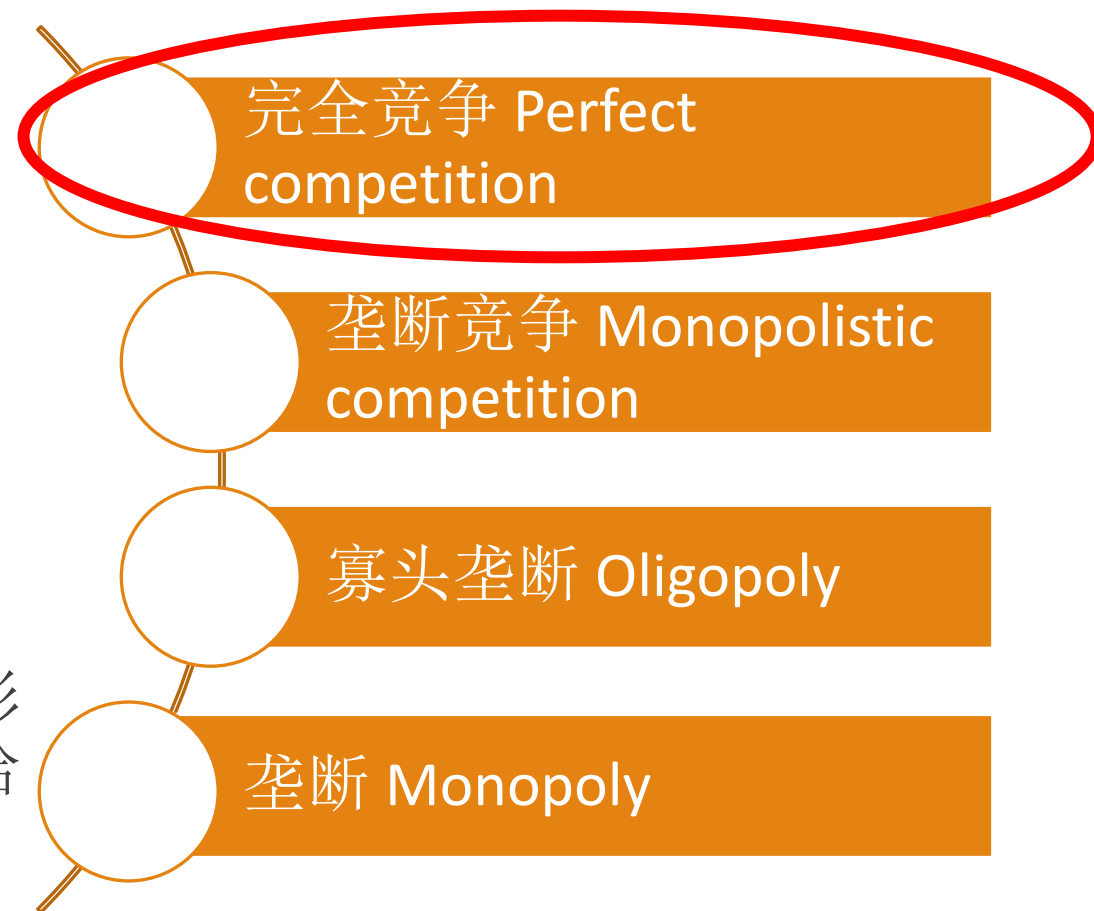 完全竞争 Perfect
competition
垄断竞争 Monopolistic
competition
寡头垄断 Oligopoly
垄断 Monopoly